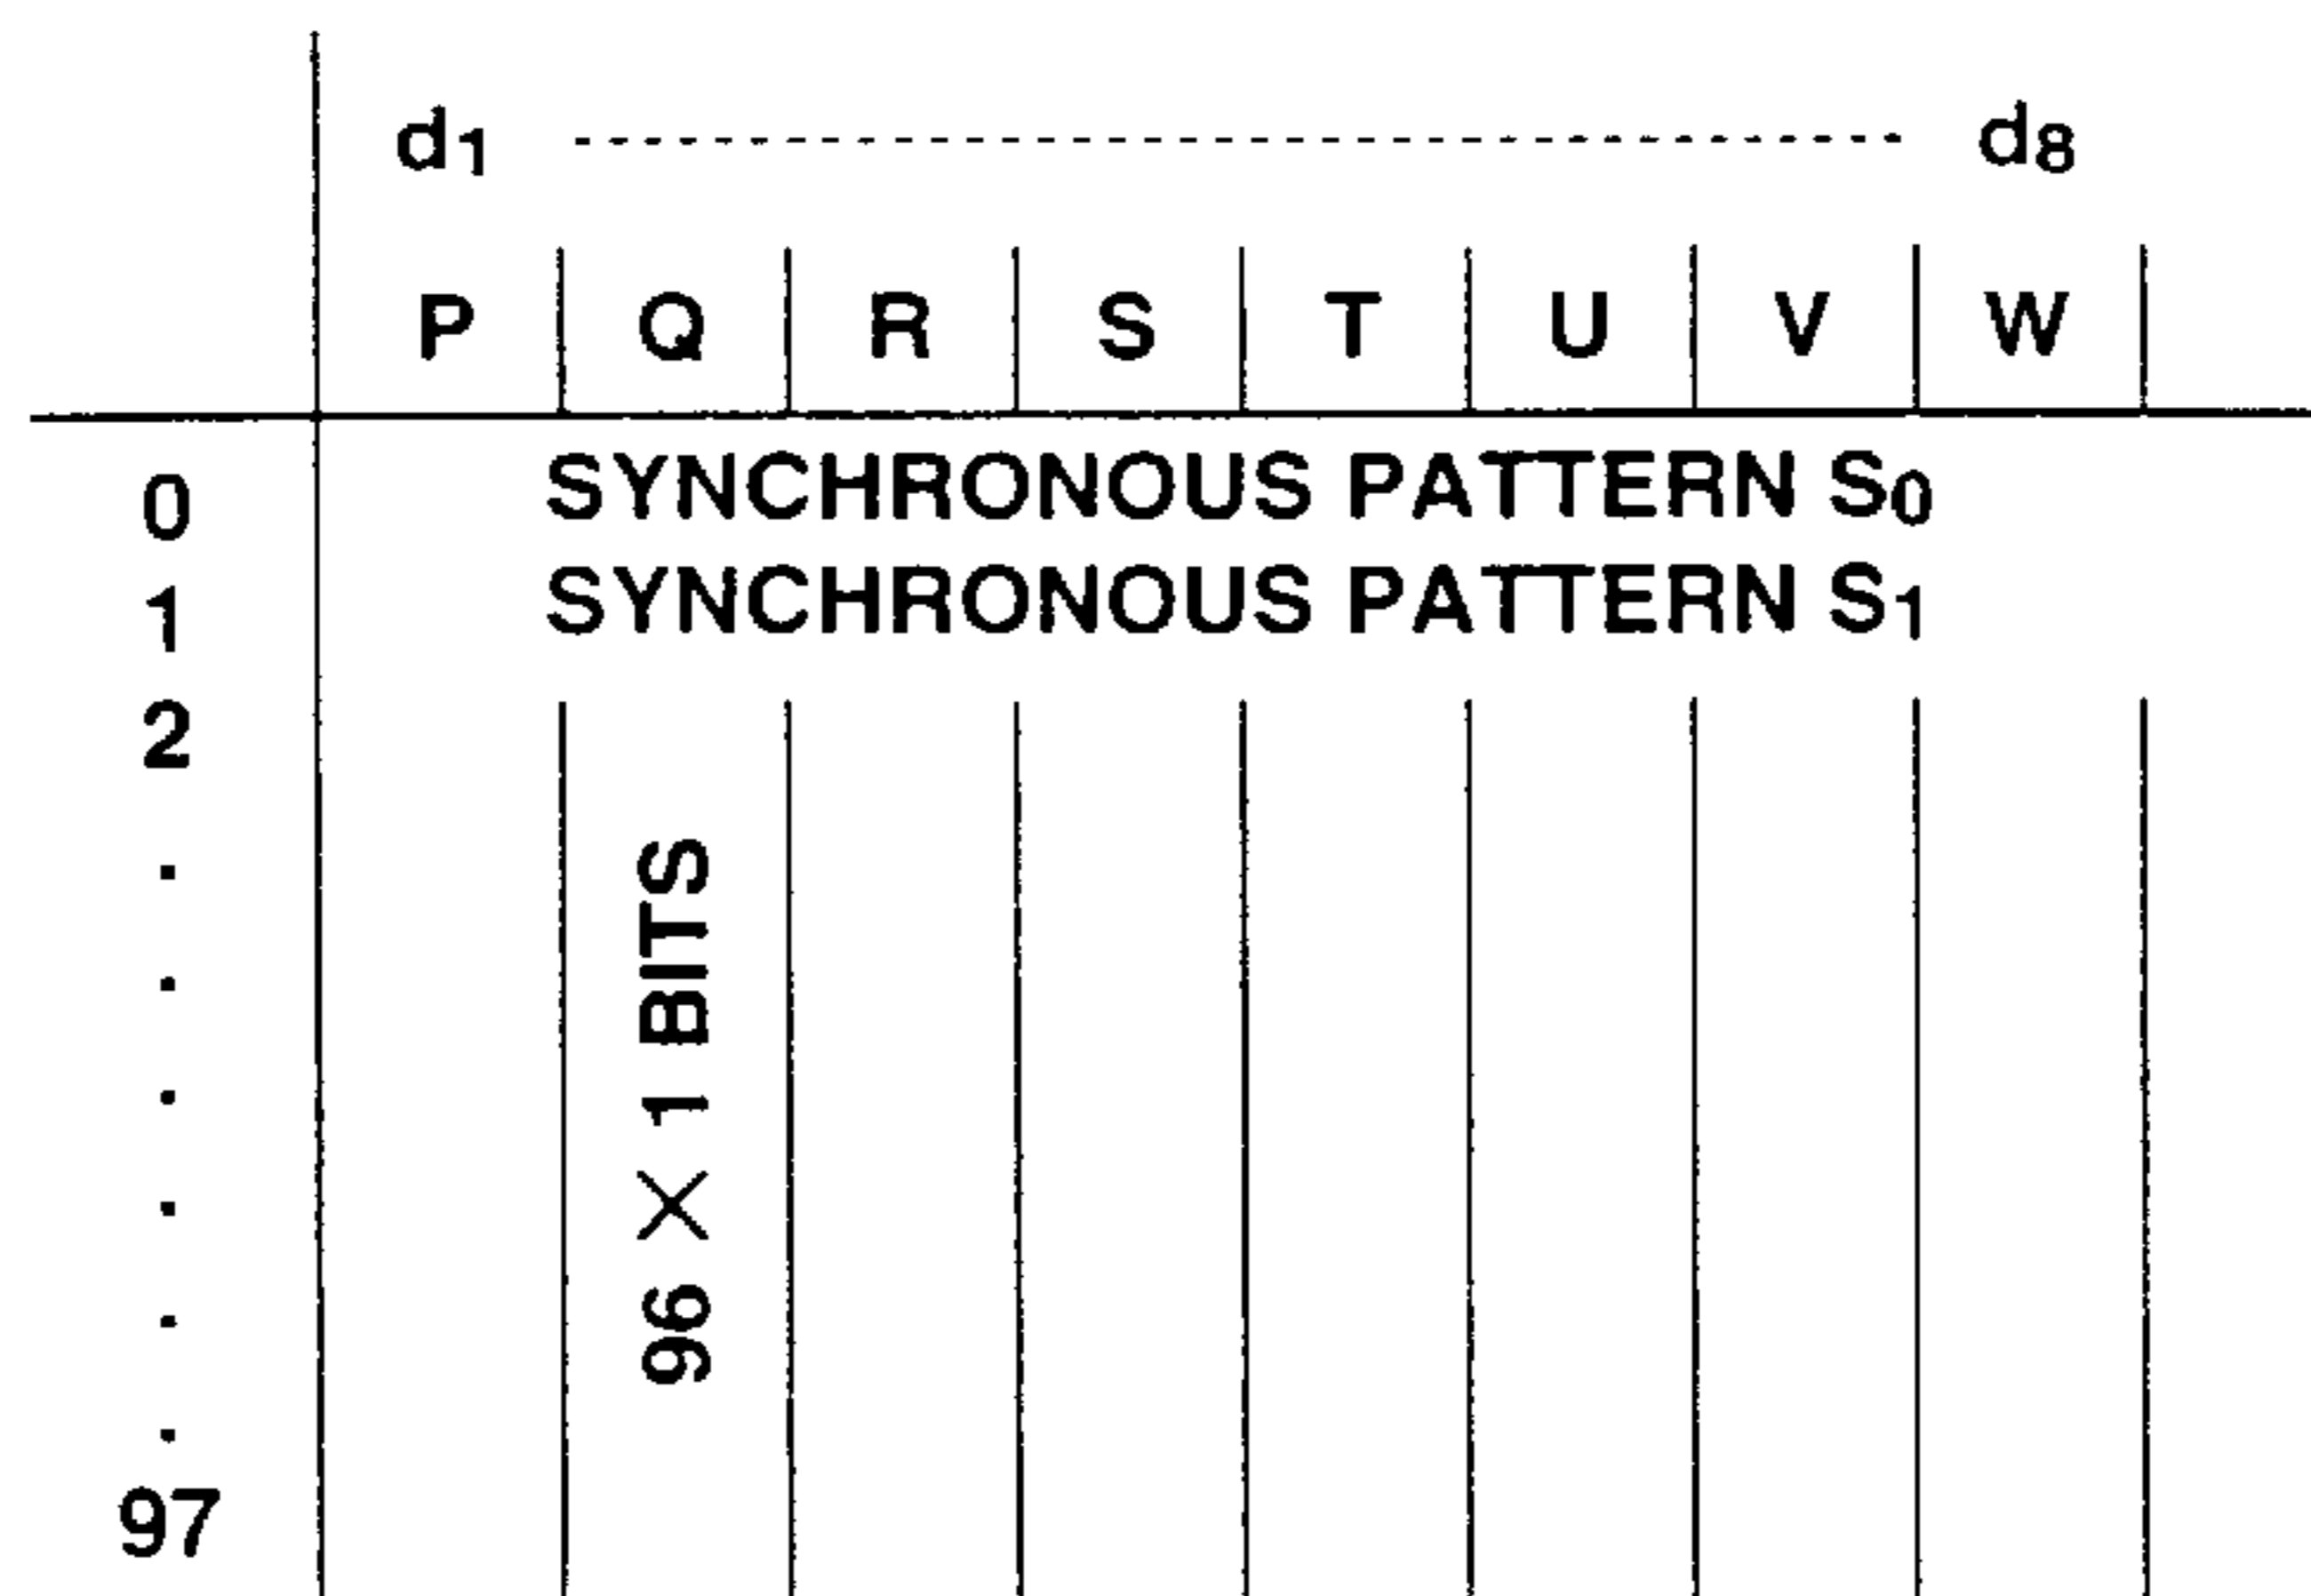 d1 d8
P Q R S T U V W
0 SYNCHRONOUS PATTERN S0
1 SYNCHRONOUS PATTERN S1
2
96 X 1 BITS
97